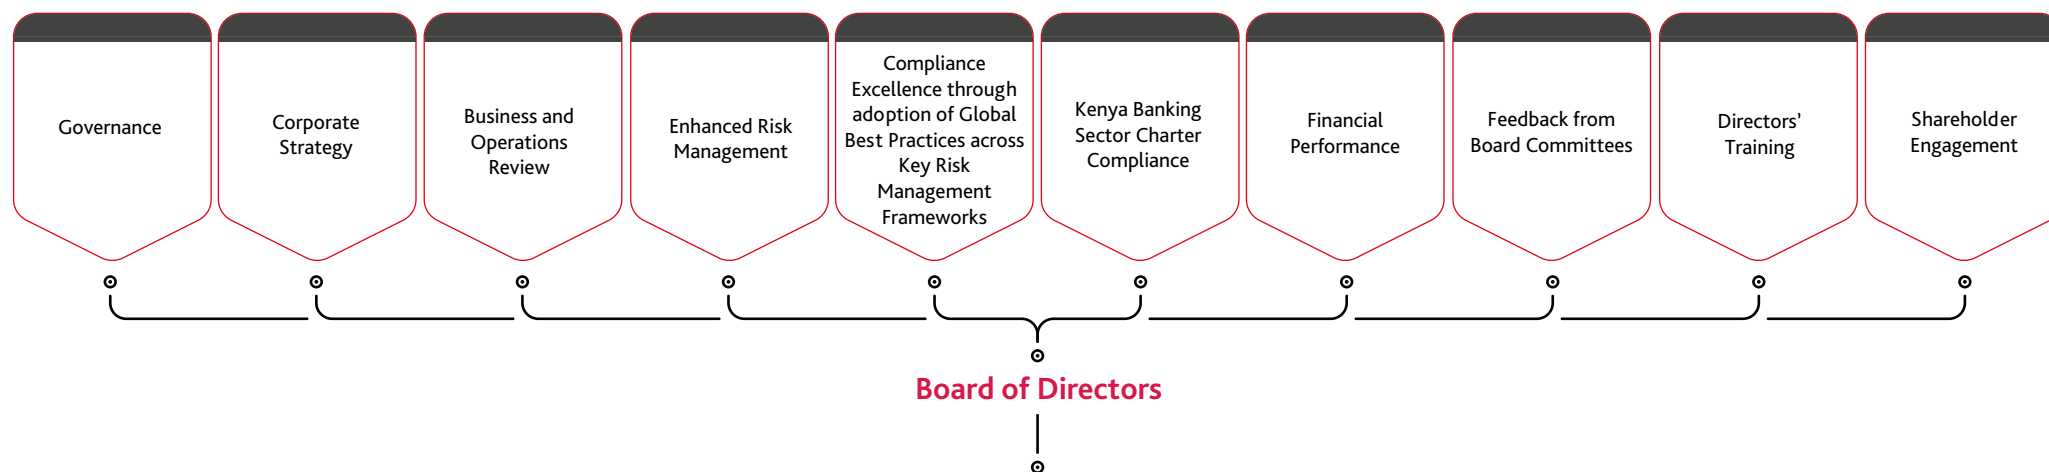 Governance
Corporate
Strategy
Business and
Operations
Review
Enhanced Risk
Management
Compliance
Excellence through
adoption of Global
Best Practices across
Key Risk
Management
Frameworks
Kenya Banking
Sector Charter
Compliance
Financial
Performance
Feedback from
Board Committees
Directors'
Training
Shareholder
Engagement
Board of Directors